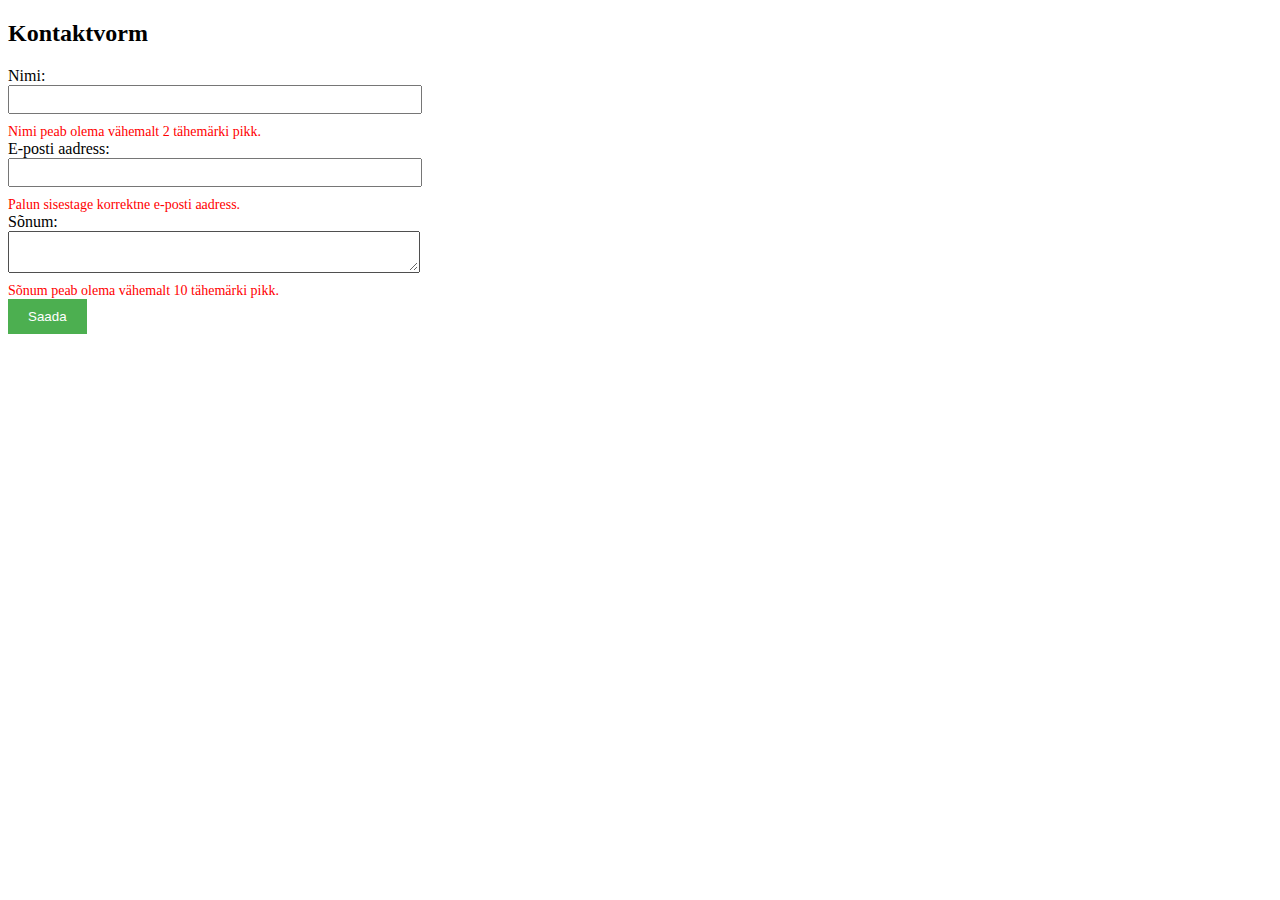 Kontaktvorm
Nimi:
Nimi peab olema vähemalt 2 tähemärki pikk.
E-posti aadress:
Palun sisestage korrektne e-posti aadress.
Sõnum:
Sõnum peab olema vähemalt 10 tähemärki pikk.
Saada